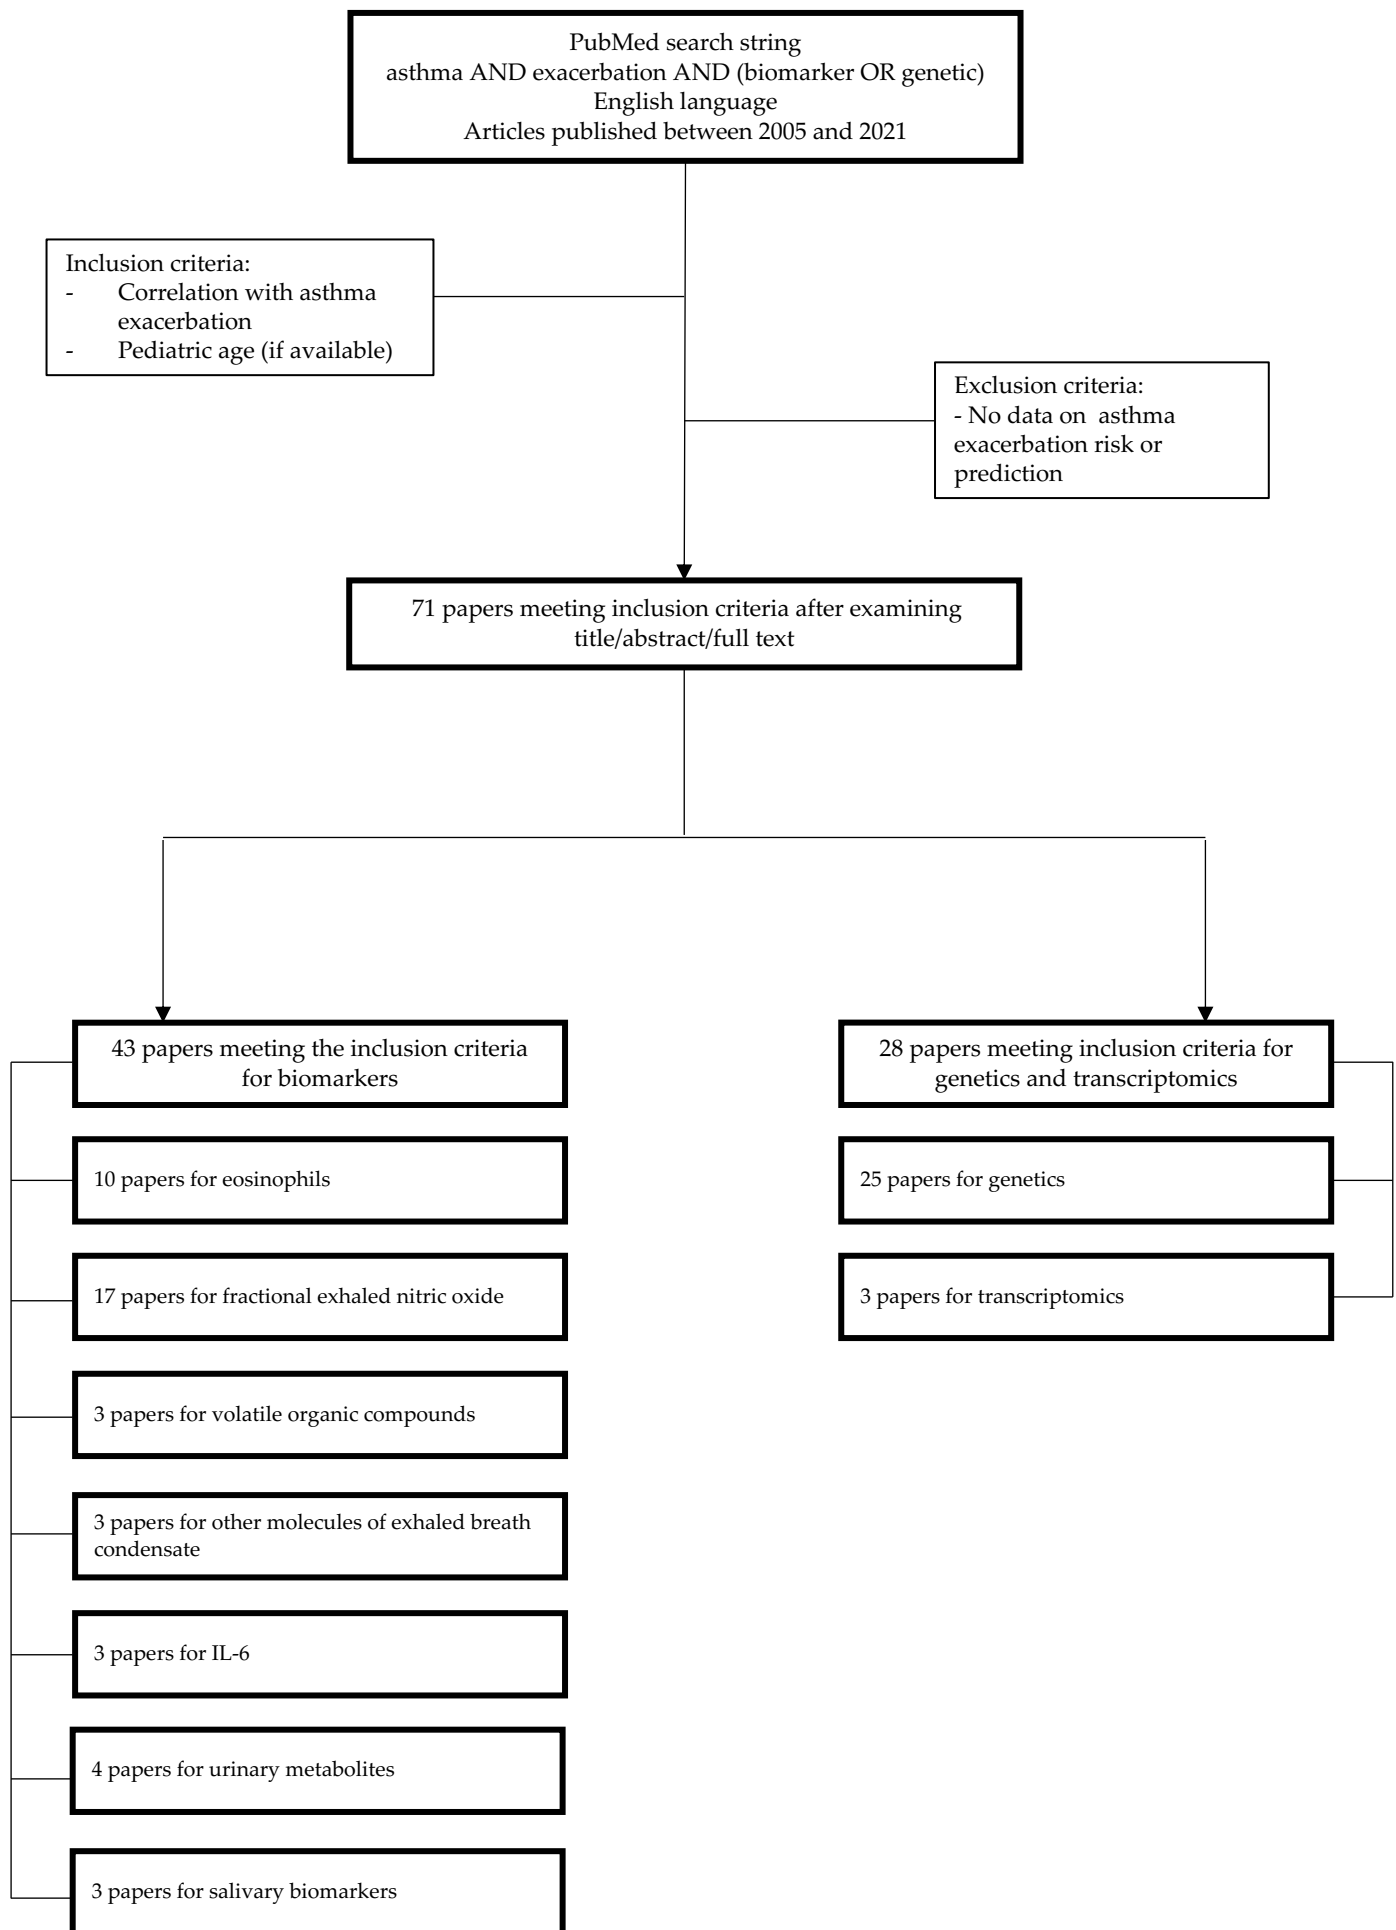 PubMed search string
asthma AND exacerbation AND (biomarker OR genetic)
English language
Articles published between 2005 and 2021
Inclusion criteria:
- Correlation with asthma
exacerbation
- Pediatric age (if available)
Exclusion criteria:
- No data on asthma
exacerbation risk or
prediction
71 papers meeting inclusion criteria after examining
title/abstract/full text
43 papers meeting the inclusion criteria
for biomarkers
28 papers meeting inclusion criteria for
genetics and transcriptomics
10 papers for eosinophils
25 papers for genetics
17 papers for fractional exhaled nitric oxide
3 papers for transcriptomics
3 papers for volatile organic compounds
3 papers for other molecules of exhaled breath
condensate
3 papers for IL-6
4 papers for urinary metabolites
3 papers for salivary biomarkers